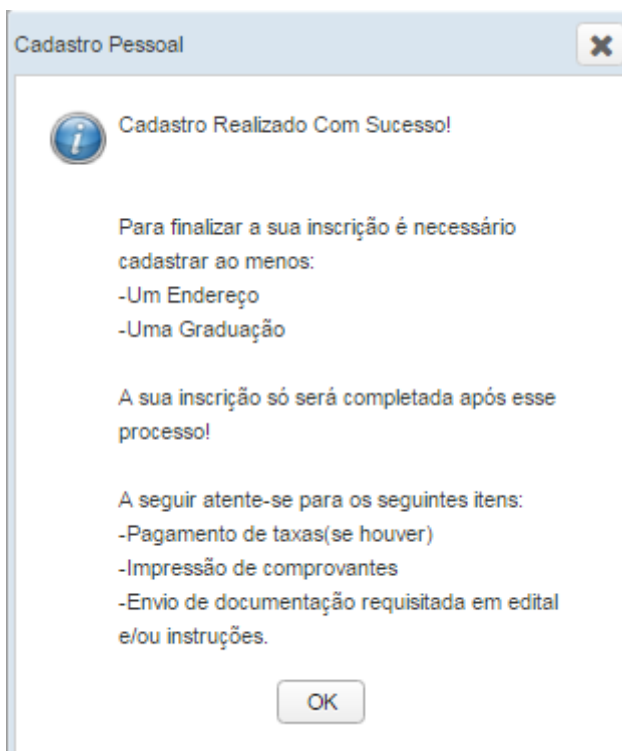 Cadastro Pessoal
Cadastro Realizado Com Sucesso!
Para finalizar a sua inscrição é necessário
cadastrar ao menos:
-Um Endereço
-Uma Graduação
A sua inscrição só será completada após esse
processo!
A seguir atente-se para os seguintes itens:
-Pagamento de taxas(se houver)
-Impressão de comprovantes
-Envio de documentação requisitada em edital
e/ou instruções.
OK